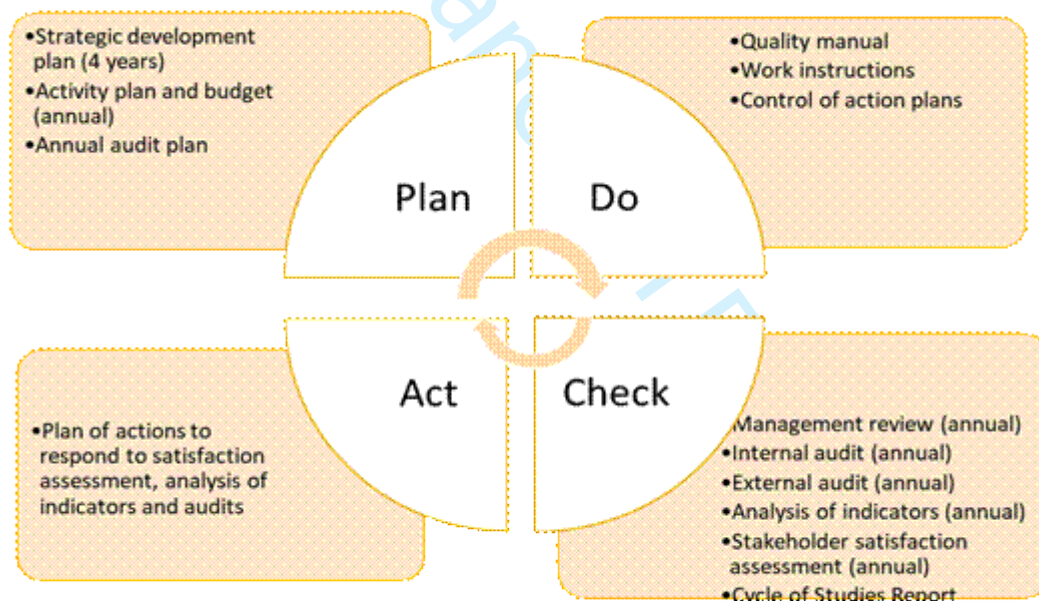 •Strategic development
plan (4 years)
•Activity plan and budget
(annual)
•Annual audit plan
Plan
•Quality manual
•Work instructions
•Control of action plans
Do
•Plan of actions to
respond to satisfaction
assessment, analysis of
indicators and audits
Act
Check
Management review (annual)
•Internal audit (annual)
•External audit (annual)
•Analysis of indicators (annual)
•Stakeholder satisfaction
assessment (annual)
•Cycle of Studies Report